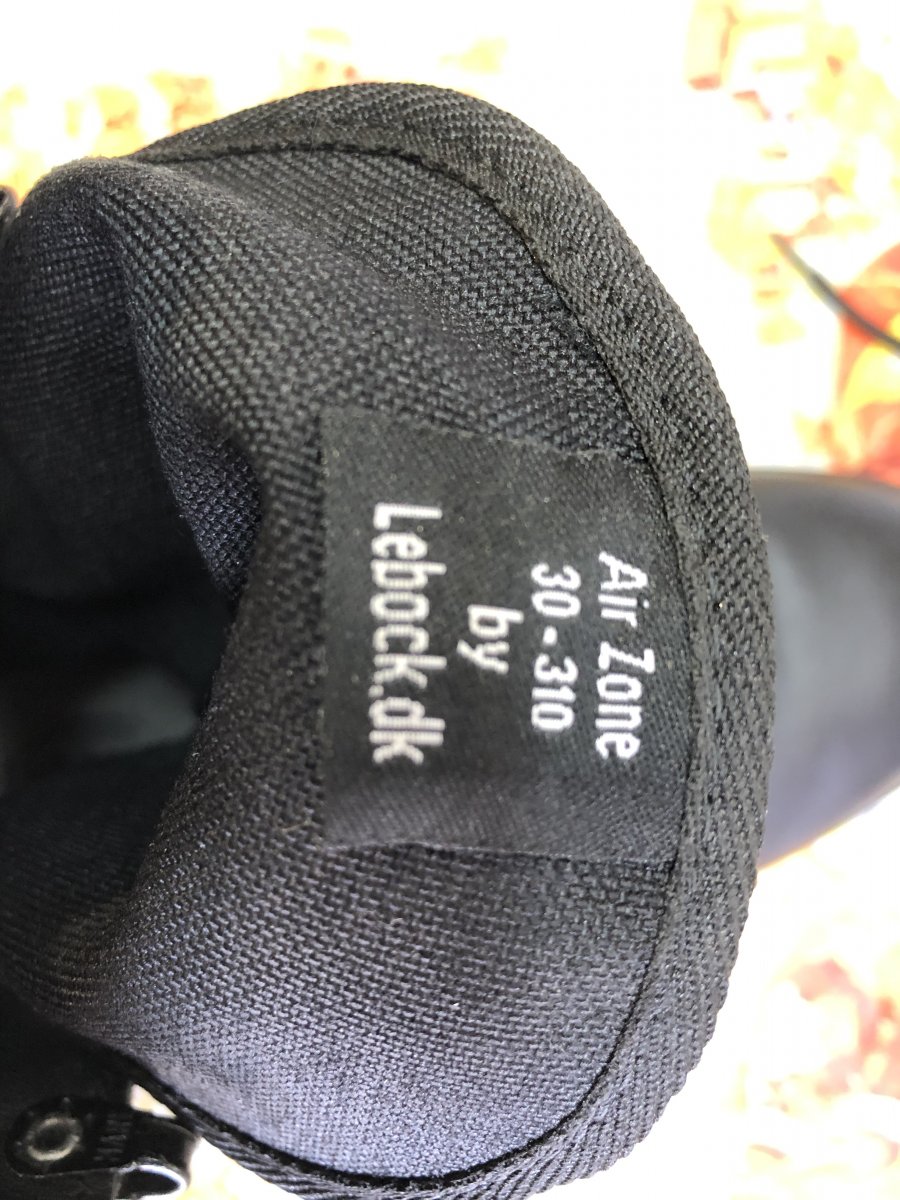 Air Zone
30-310
by
Lebock.dk